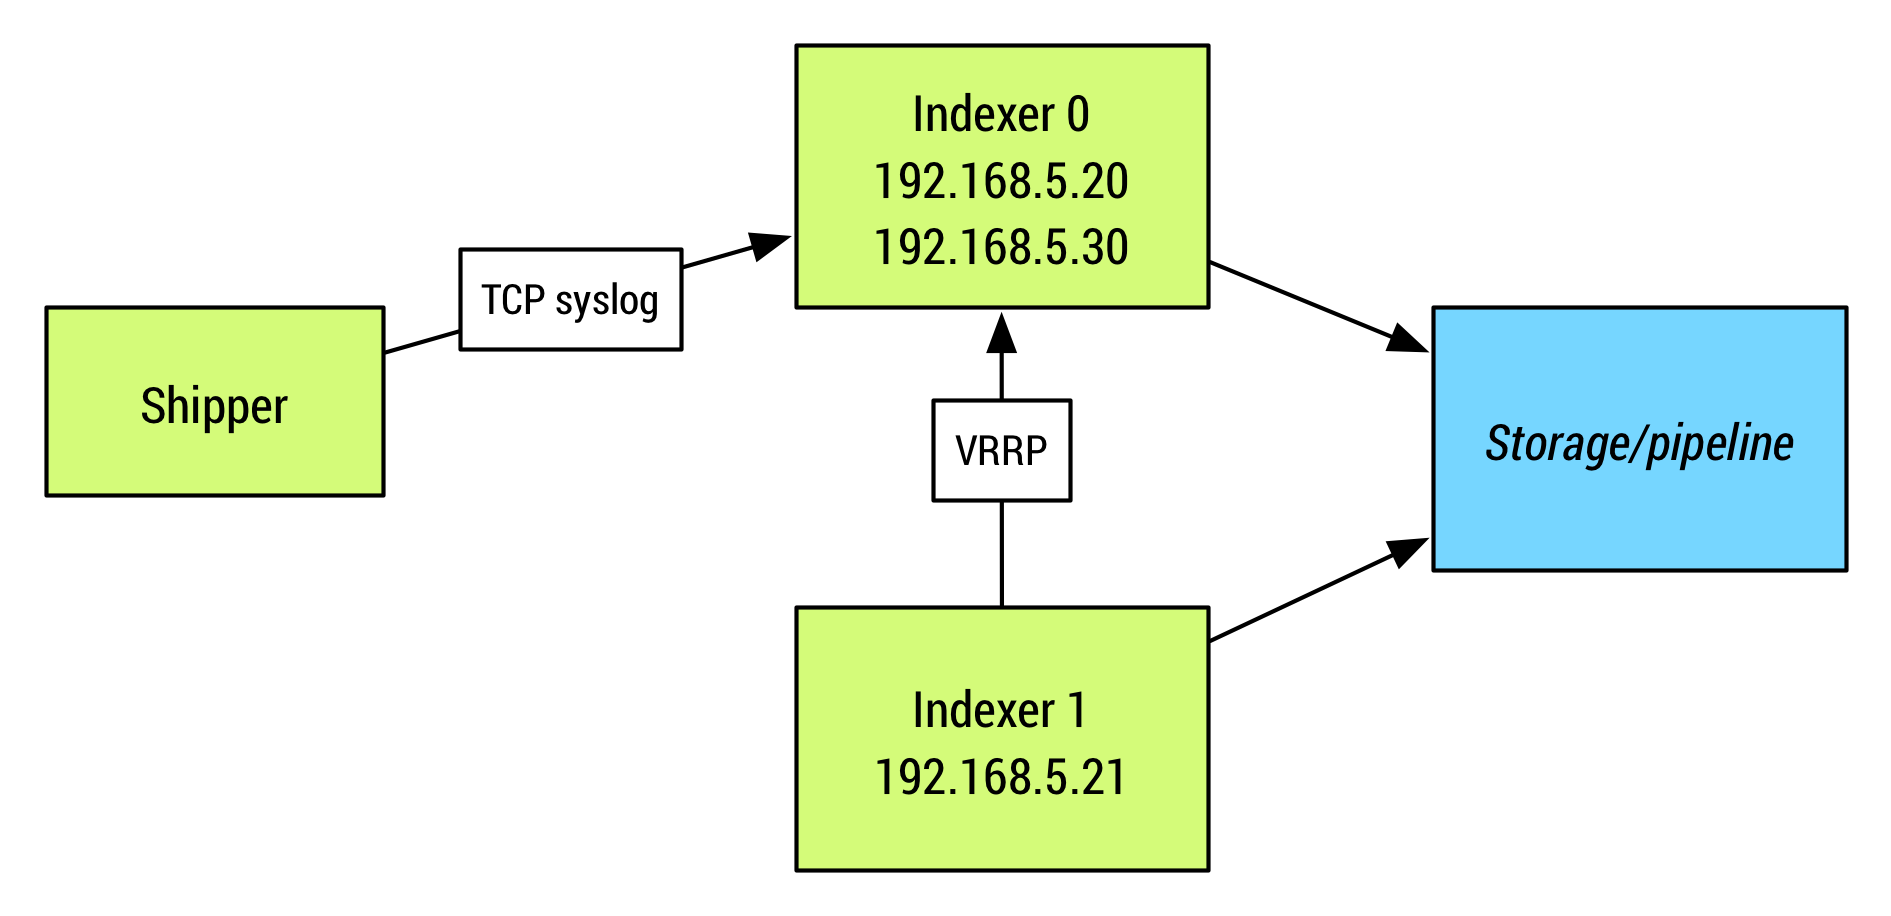 Indexer 0
192.168.5.20
192.168.5.30
TCP syslog
Shipper
VRRP
Storage/pipeline
Indexer 1
192.168.5.21